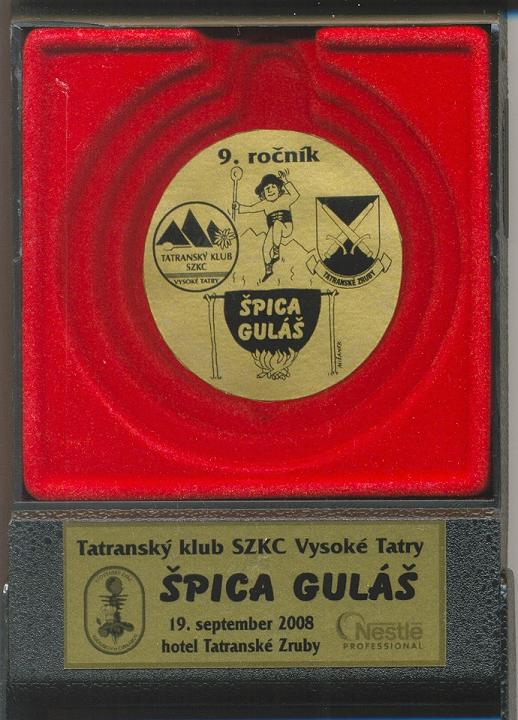 9. ročník
TATRANSKÝ KLUB
SZKC
VYSOKÉ TATRY
TATRANSKÉ ZRUBY
ŠPICA
GULÁŠ
Tatranský klub SZKC Vysoké Tatry
ŠPICA GULÁŠ
19. september 2008
hotel Tatranské Zruby
Nestlé
PROFESSIONAL